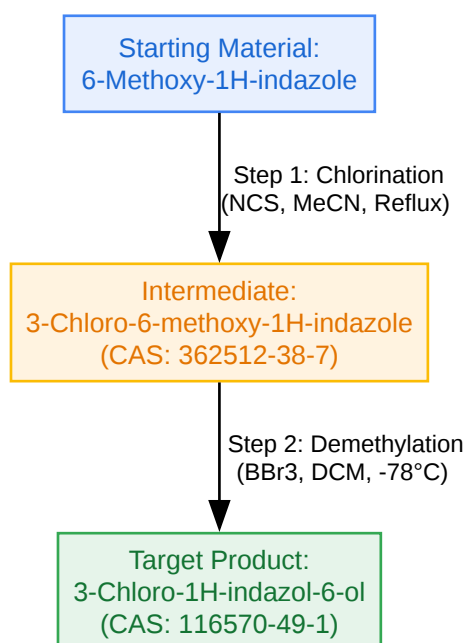 Starting Material:
6-Methoxy-1H-indazole
Step 1: Chlorination
(NCS, MeCN, Reflux)
Intermediate:
3-Chloro-6-methoxy-1H-indazole
(CAS: 362512-38-7)
Step 2: Demethylation
(BBr3, DCM, -78°C)
Target Product:
3-Chloro-1H-indazol-6-ol
(CAS: 116570-49-1)